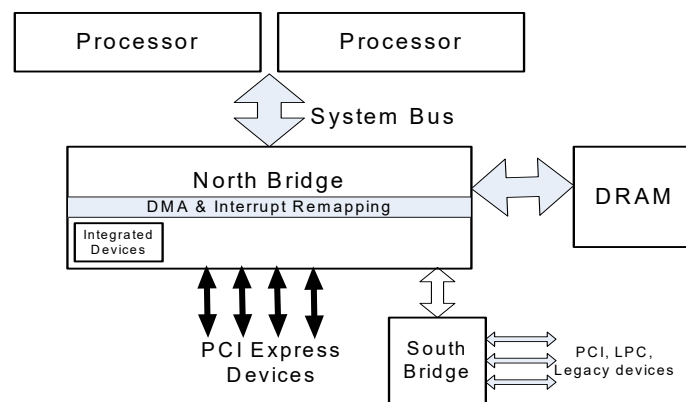 Processor
Processor
System Bus
North Bridge
DMA & Interrupt Remapping
DRAM
Integrated
Devices
PCI Express
Devices
South
Bridge
PCI, LPC,
Legacy devices